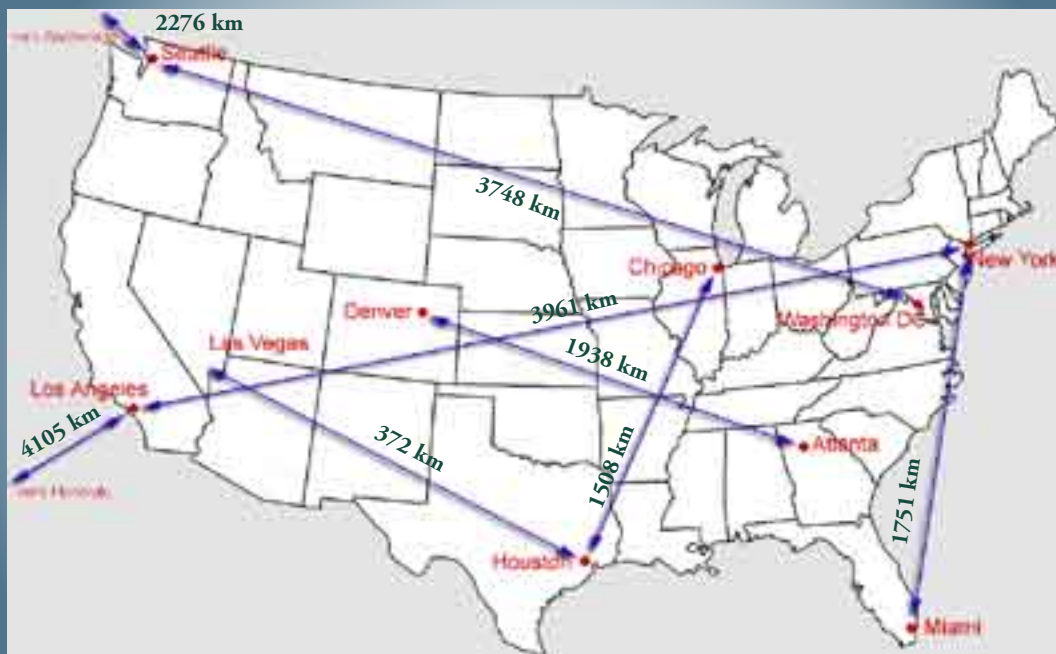 2276 km
Seattle
3748 km
Chicago
New York
3961 km
Denver
Washington DC
Las Vegas
1938 km
Los Angeles
4105 km
372 km
1508 km
Atlanta
1751 km
Houston
Miami